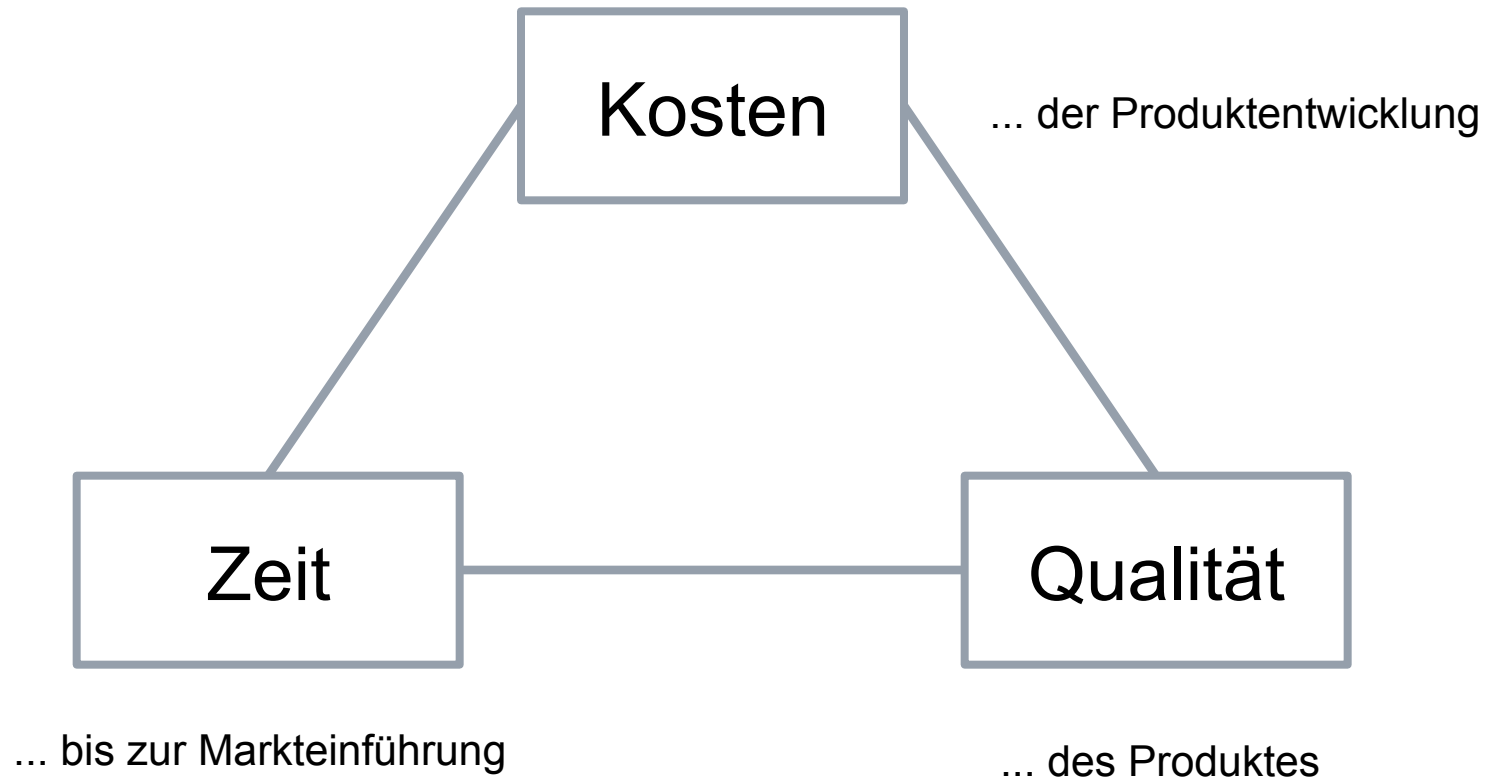 Kosten
... der Produktentwicklung
Zeit
Qualität
... bis zur Markteinführung
... des Produktes